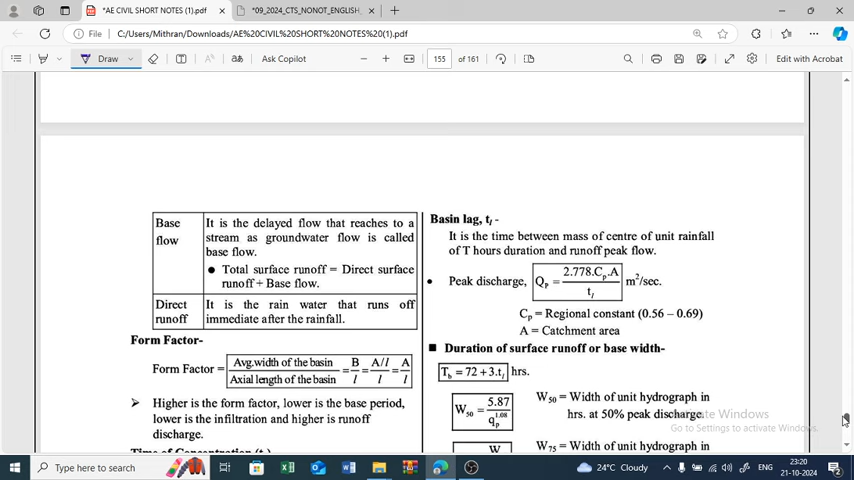 *AE CIVIL SHORT NOTES (1).pdf
*09_2024_CTS_NONOT_ENGLISH_
File
C:/Users/Mithran/Downloads/AE%20CIVIL%20SHORT%20NOTES%20(1).pdf
Draw
Ask Copilot
155 of 161
Edit with Acrobat
Base flow
It is the delayed flow that reaches to a
stream as groundwater flow is called
base flow.
● Total surface runoff = Direct surface
runoff + Base flow.
Direct runoff
It is the rain water that runs off
immediate after the rainfall.
Form Factor-
Form Factor = Avg.width of the basin / Axial length of the basin = B/l = A/l / l = A/l
➢ Higher is the form factor, lower is the base period,
lower is the infiltration and higher is runoff
discharge.
Time of Concentration (t
Basin lag, tl -
It is the time between mass of centre of unit rainfall
of T hours duration and runoff peak flow.
• Peak discharge, QP = 2.778.Cp.A / tl m²/sec.
CP = Regional constant (0.56 – 0.69)
A = Catchment area
■ Duration of surface runoff or base width-
Tb = 72 + 3.tl hrs.
W50 = 5.87 / qp^1.08
W50 = Width of unit hydrograph in
hrs. at 50% peak discharge.
W
W75 = Width of unit hydrograph in
Activate Windows
Go to Settings to activate Windows.
Type here to search
24°C Cloudy
ENG
23:20
21-10-2024
2